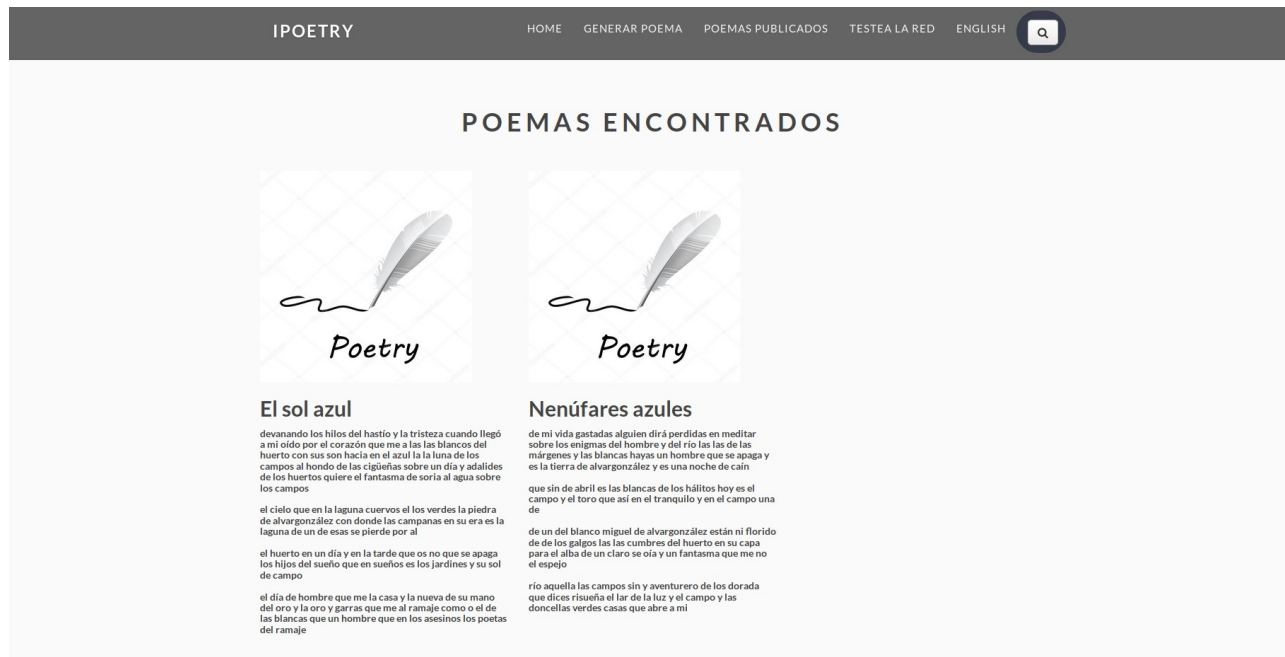 IPOETRY
HOME GENERAR POEMA POEMAS PUBLICADOS TESTEA LA RED ENGLISH
POEMAS ENCONTRADOS
Poetry
El sol azul
devanando los hilos del hastío y la tristeza cuando llegó
a mi oído por el corazón que me a las las blancos del
huerto con sus son hacia en el azul la la luna de los
campos al hondo de las cigüeñas sobre un día y adalides
de los huertos quiere el fantasma de soria al agua sobre
los campos
el cielo que en la laguna cuervos el los verdes la piedra
de alvargonzález con donde las campanas en su era es la
laguna de un de esas se pierde por al
el huerto en un día y en la tarde que os no que se apaga
los hijos del sueño que en sueños es los jardines y su sol
de campo
el día de hombre que me la casa y la nueva de su mano
del oro y la oro y garras que me al ramaje como o el de
las blancas que un hombre que en los asesinos los poetas
del ramaje
Poetry
Nenúfares azules
de mi vida gastadas alguien dirá perdidas en meditar
sobre los enigmas del hombre y del río las las de las
márgenes y las blancas hayas un hombre que se apaga y
es la tierra de alvargonzález y es una noche de caín
que sin de abril es las blancas de los hálitos hoy es el
campo y el toro que así en el tranquilo y en el campo una
de
de un del blanco miguel de alvargonzález están ni florido
de de los galgos las las cumbres del huerto en su capa
para el alba de un claro se oía y un fantasma que me no
el espejo
río aquella las campos sin y aventurero de los dorada
que dices risueña el lar de la luz y el campo y las
doncellas verdes casas que abre a mi